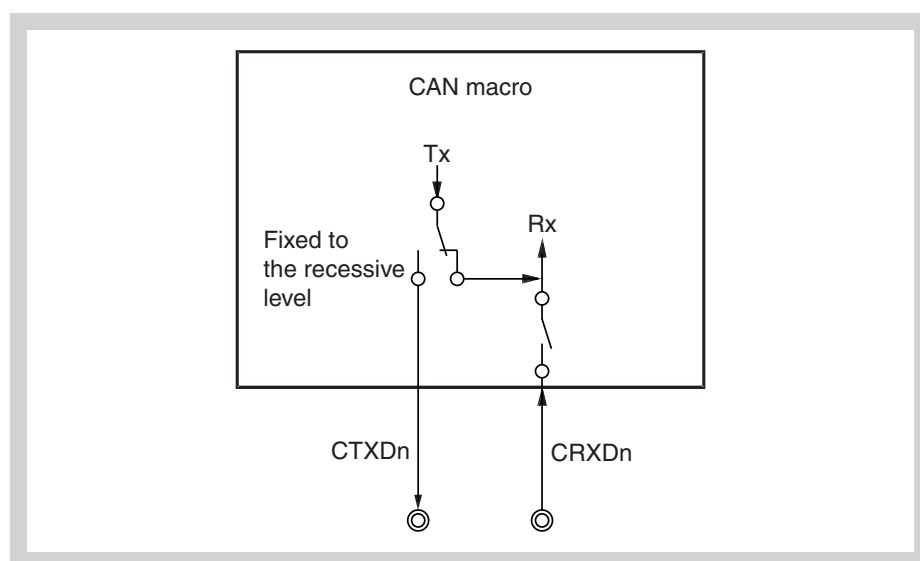 CAN macro
Tx
Rx
Fixed to
the recessive
level
CTXDn
CRXDn